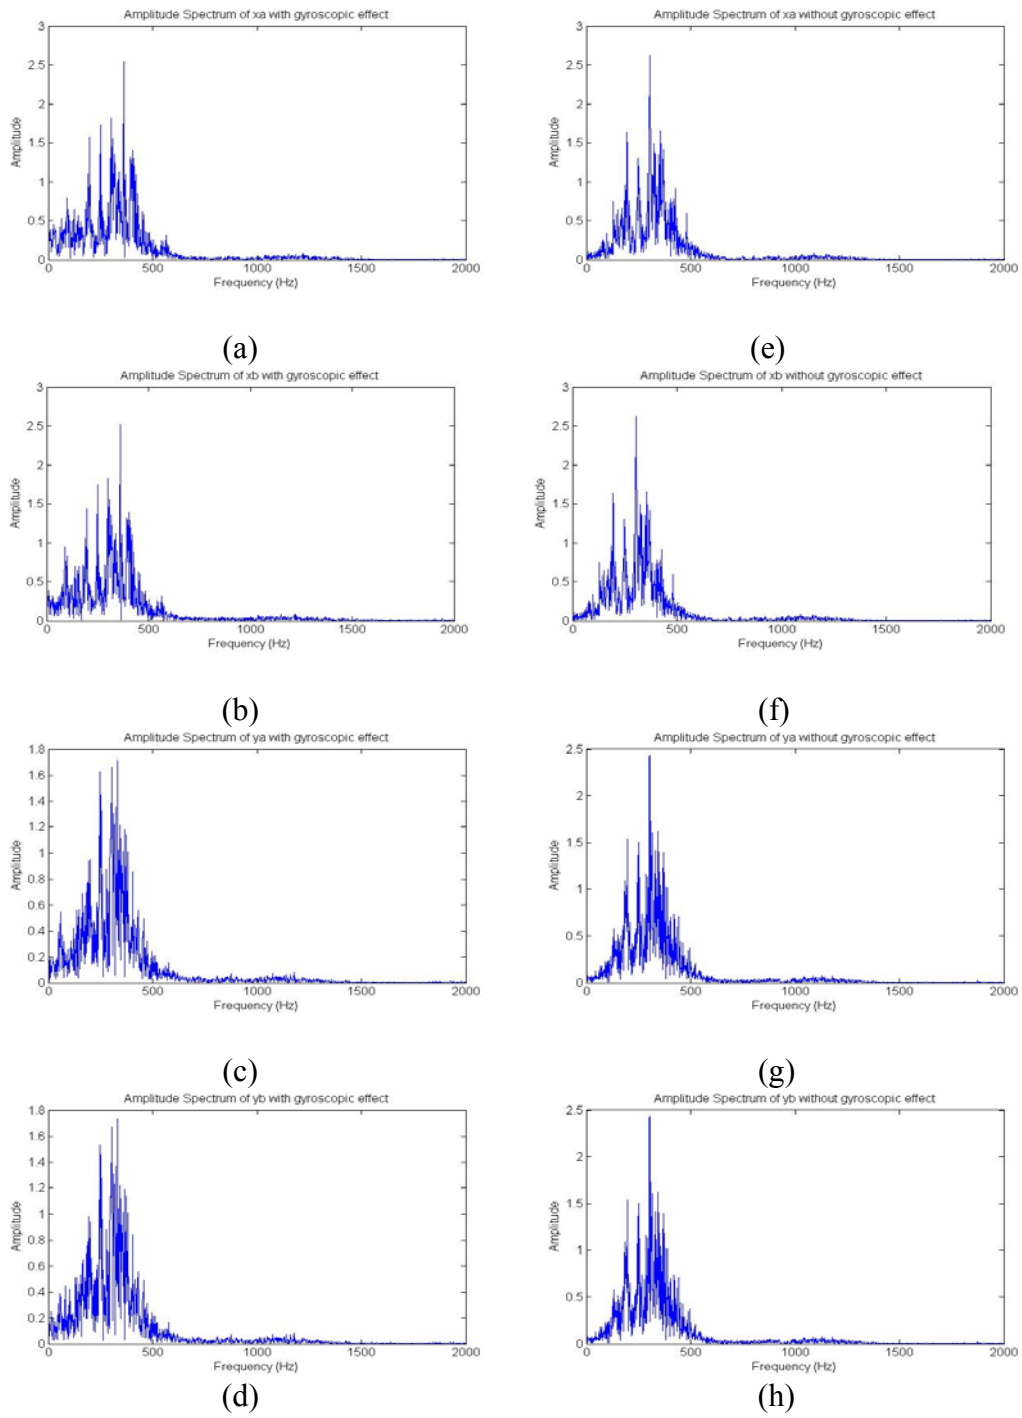 Amplitude Spectrum of xa with gyroscopic effect
3
2.5
2
1.5
1
0.5
0
Amplitude
0 500 1000 1500 2000
Frequency (Hz)
(a)
Amplitude Spectrum of xa without gyroscopic effect
3
2.5
2
1.5
1
0.5
0
Amplitude
0 500 1000 1500 2000
Frequency (Hz)
(e)
Amplitude Spectrum of xb with gyroscopic effect
3
2.5
2
1.5
1
0.5
0
Amplitude
0 500 1000 1500 2000
Frequency (Hz)
(b)
Amplitude Spectrum of xb without gyroscopic effect
3
2.5
2
1.5
1
0.5
0
Amplitude
0 500 1000 1500 2000
Frequency (Hz)
(f)
Amplitude Spectrum of ya with gyroscopic effect
1.8
1.6
1.4
1.2
1
0.8
0.6
0.4
0.2
0
Amplitude
0 500 1000 1500 2000
Frequency (Hz)
(c)
Amplitude Spectrum of ya without gyroscopic effect
2.5
2
1.5
1
0.5
0
Amplitude
0 500 1000 1500 2000
Frequency (Hz)
(g)
Amplitude Spectrum of yb with gyroscopic effect
1.8
1.6
1.4
1.2
1
0.8
0.6
0.4
0.2
0
Amplitude
0 500 1000 1500 2000
Frequency (Hz)
(d)
Amplitude Spectrum of yb without gyroscopic effect
2.5
2
1.5
1
0.5
0
Amplitude
0 500 1000 1500 2000
Frequency (Hz)
(h)